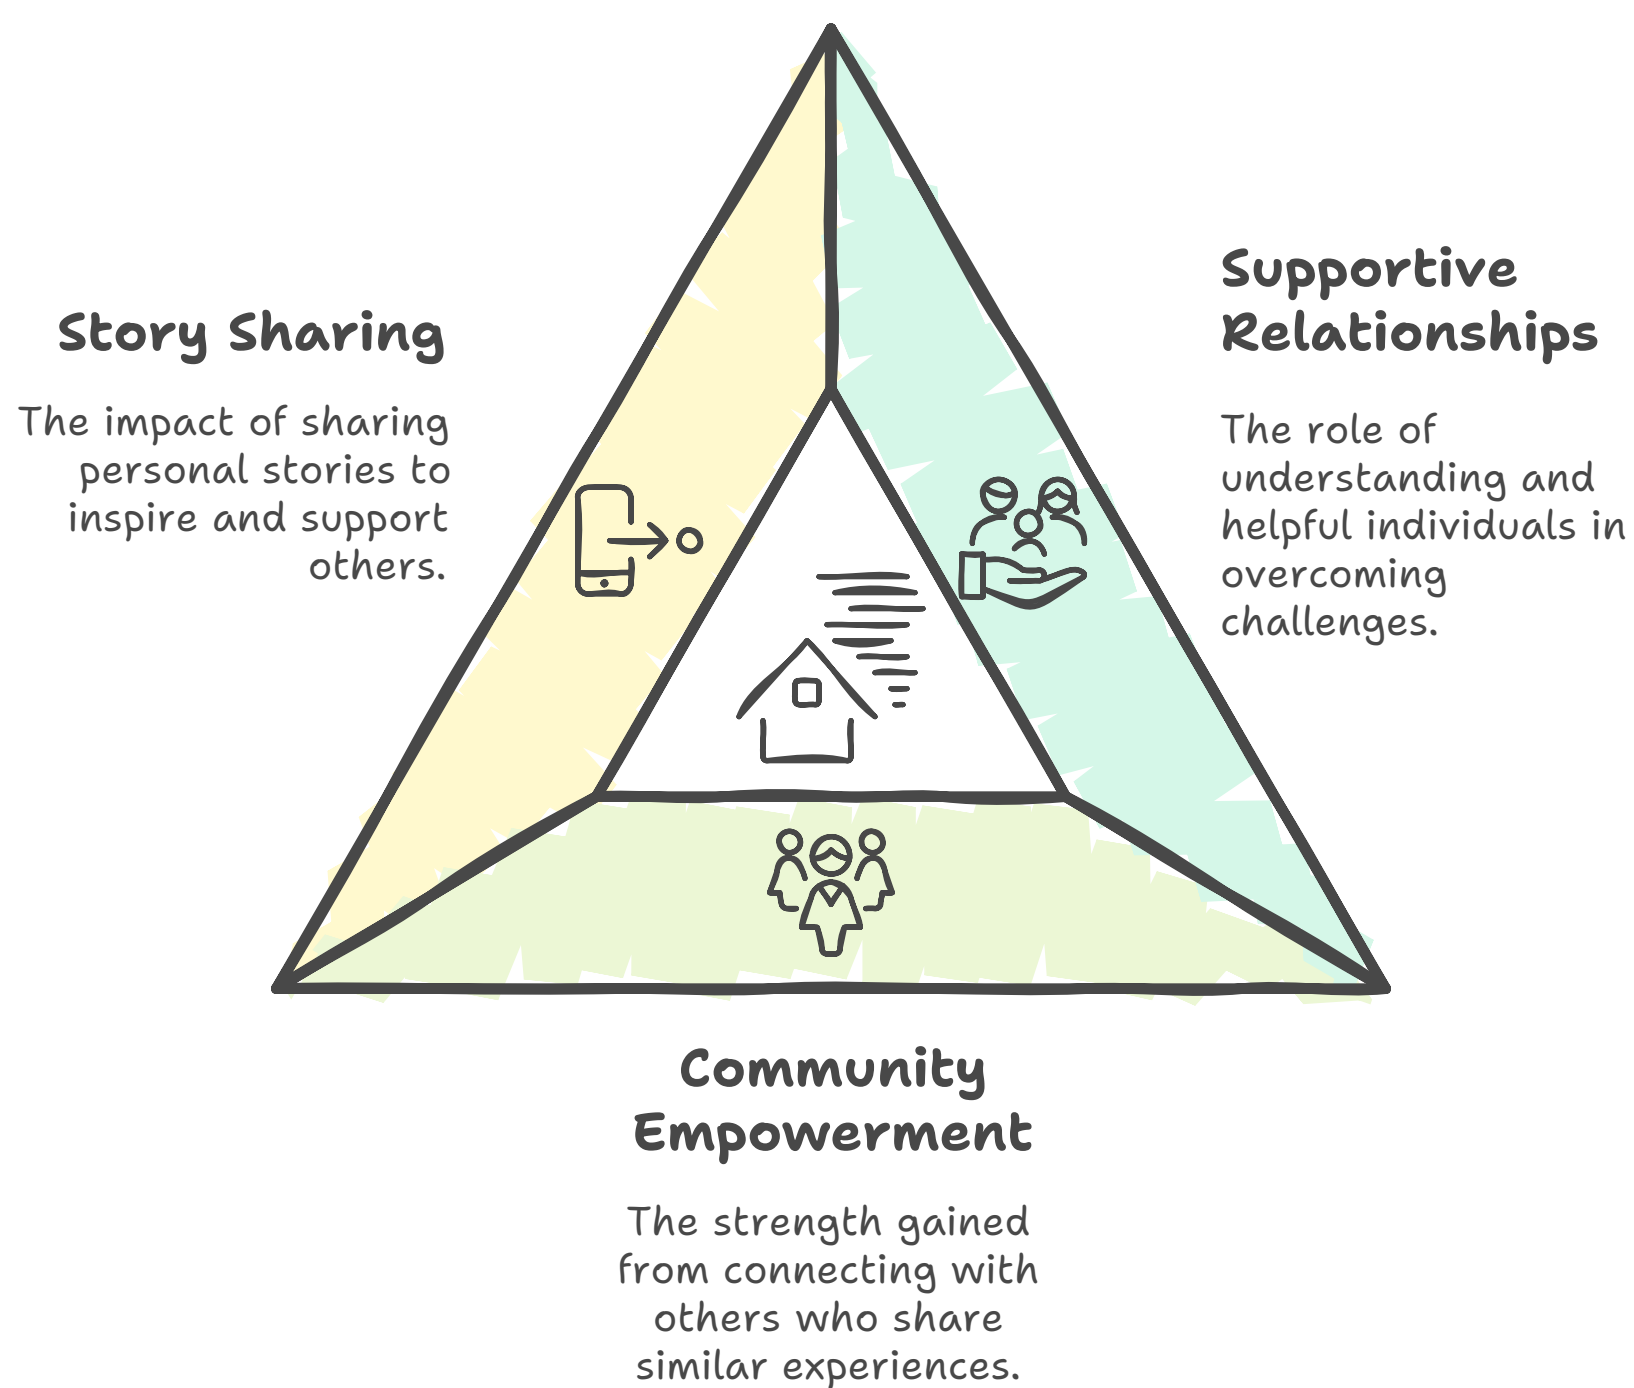 Story Sharing
The impact of sharing
personal stories to
inspire and support
others.
Supportive
Relationships
The role of
understanding and
helpful individuals in
overcoming
challenges.
Community
Empowerment
The strength gained
from connecting with
others who share
similar experiences.